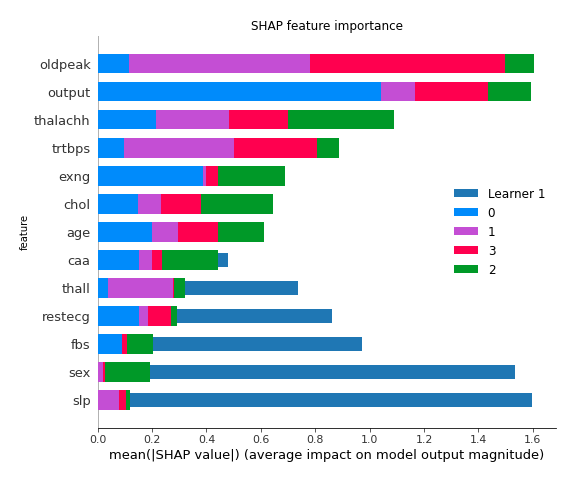 SHAP feature importance
oldpeak
output
thalachh
trtbps
exng
chol
age
caa
thall
restecg
fbs
sex
slp
feature
Learner 1
0
1
3
2
0.0 0.2 0.4 0.6 0.8 1.0 1.2 1.4 1.6
mean(|SHAP value|) (average impact on model output magnitude)